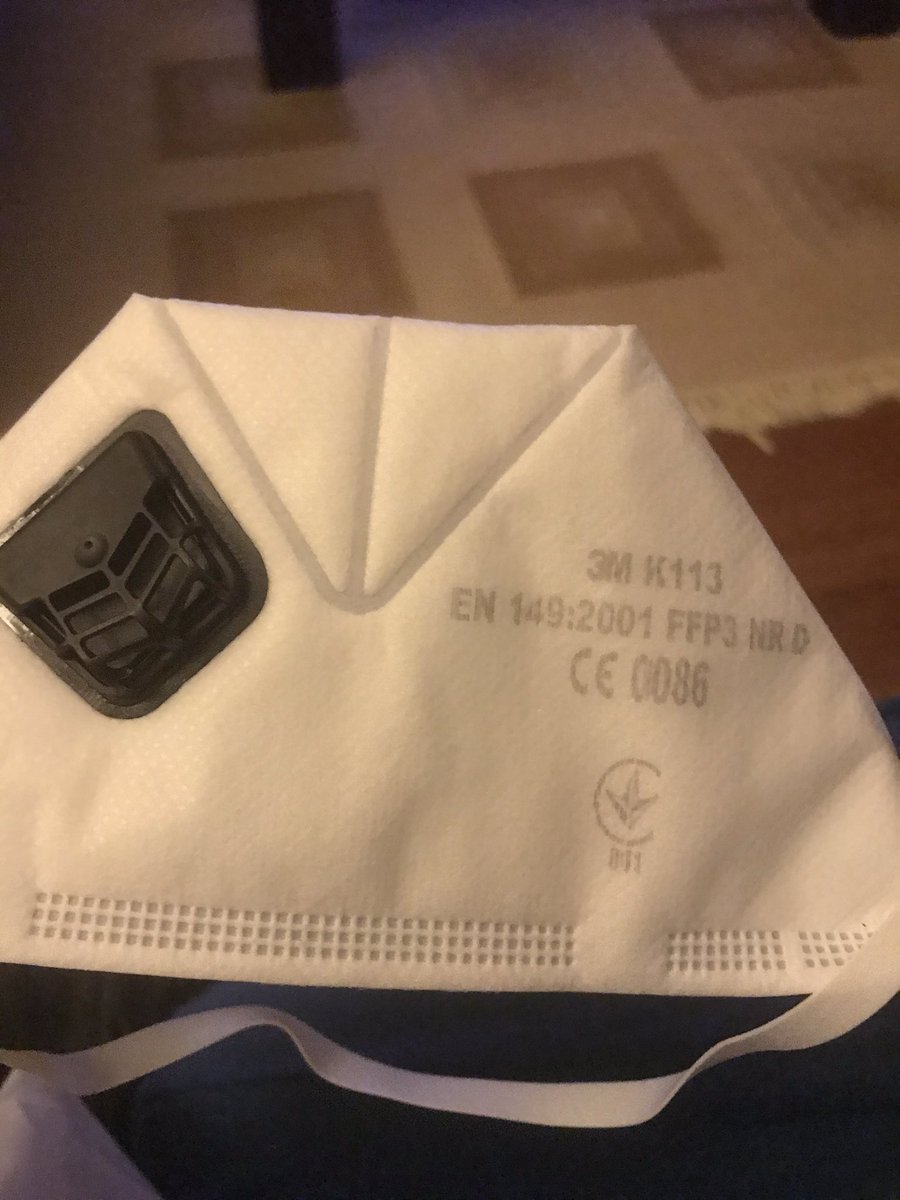 3M K113
EN 149:2001 FFP3 NR D
CE 0086